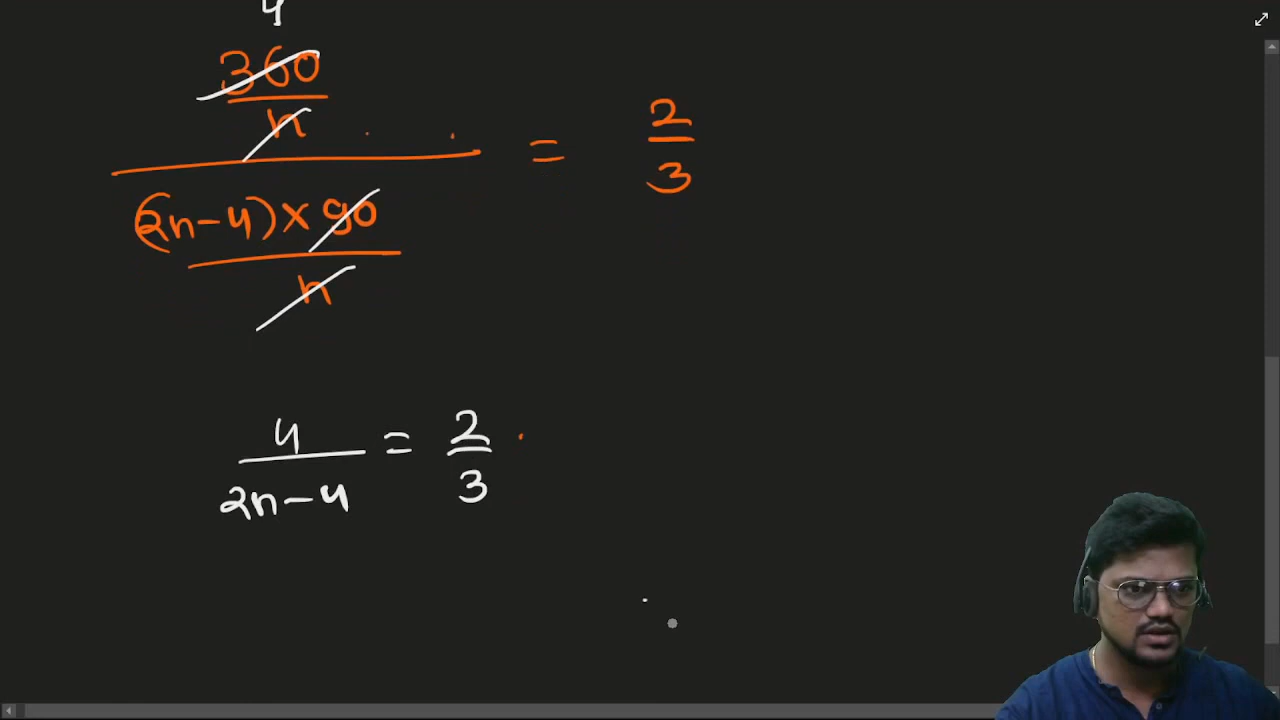 4
360
n
= 2
3
(2n-4) × 90
n
4 = 2
2n-4 3